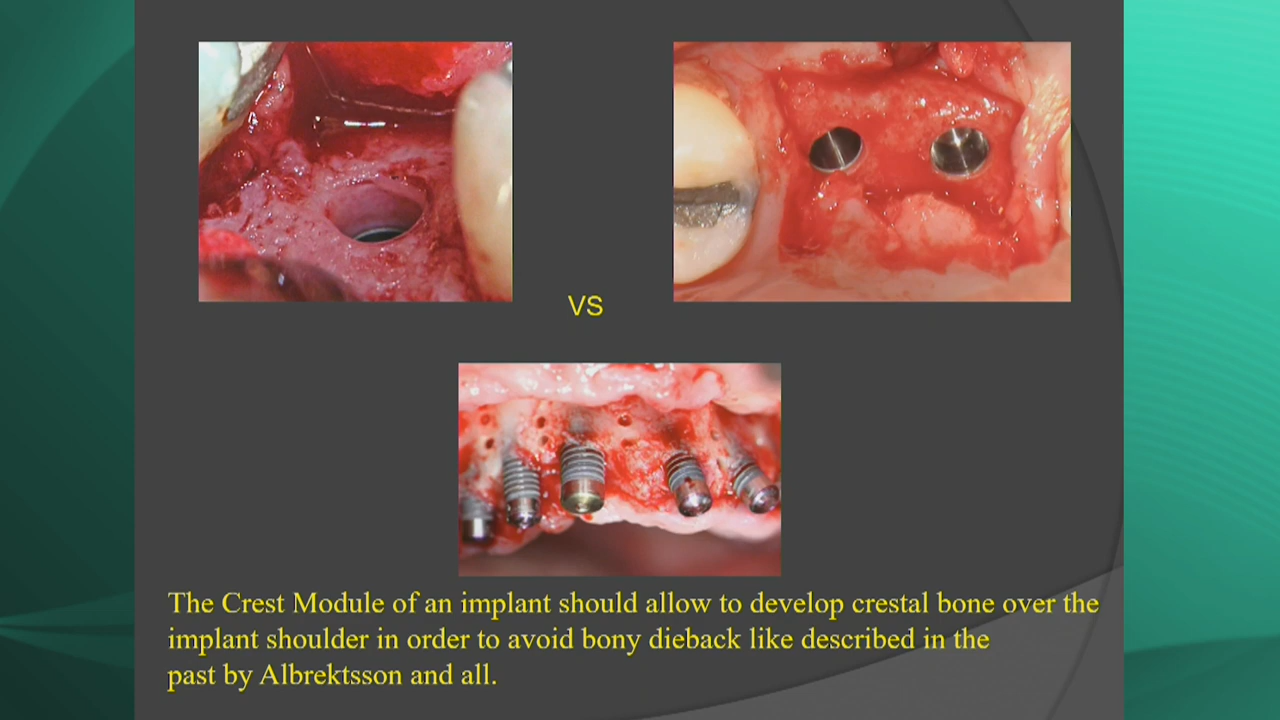 VS
The Crest Module of an implant should allow to develop crestal bone over the
implant shoulder in order to avoid bony dieback like described in the
past by Albrektsson and all.